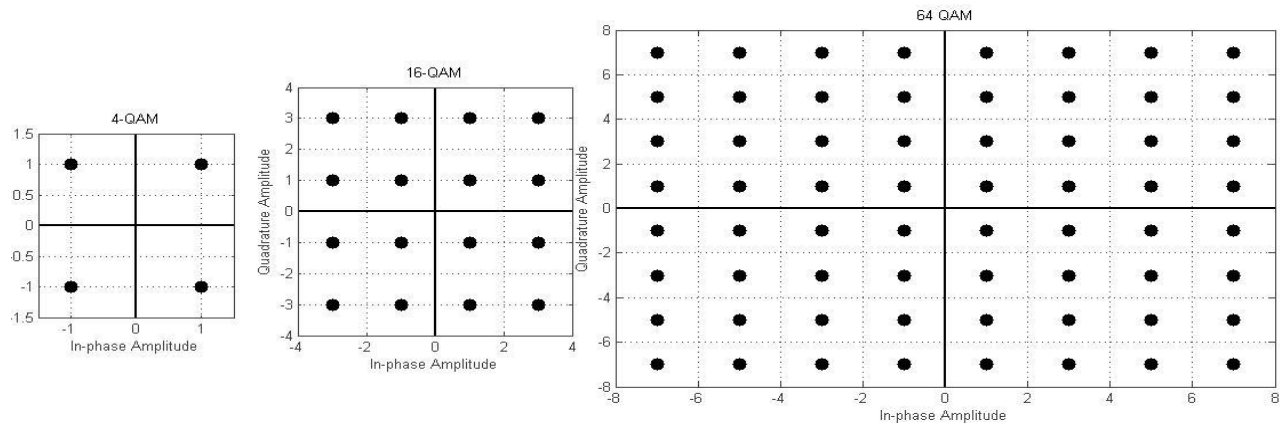 4-QAM
1.5
1
0.5
0
-0.5
-1
-1.5
-1 0 1
In-phase Amplitude
16-QAM
Quadrature Amplitude
4
3
2
1
0
-1
-2
-3
-4
-4 -2 0 2 4
In-phase Amplitude
64 QAM
Quadrature Amplitude
8
6
4
2
0
-2
-4
-6
-8
-8 -6 -4 -2 0 2 4 6 8
In-phase Amplitude